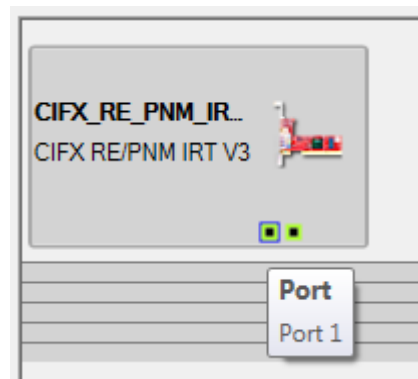 CIFX_RE_PNM_IR...
CIFX RE/PNM IRT V3
Port
Port 1